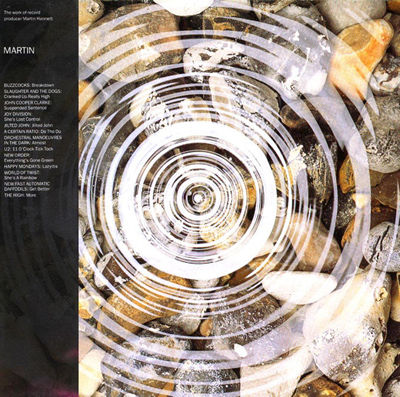 The work of record
producer Martin Hannett
MARTIN
BUZZCOCKS: Breakdown
SLAUGHTER AND THE DOGS:
Cranked Up Really High
JOHN COOPER CLARKE:
Suspended Sentence
JOY DIVISION:
She's Lost Control
JILTED JOHN: Jilted John
A CERTAIN RATIO: Do The Du
ORCHESTRAL MANOEUVRES
IN THE DARK: Almost
U2: 11 O'Clock Tick Tock
NEW ORDER:
Everything's Gone Green
HAPPY MONDAYS: Lazyitis
WORLD OF TWIST:
She's A Rainbow
NEW FAST AUTOMATIC
DAFFODILS: Get Better
THE HIGH: More